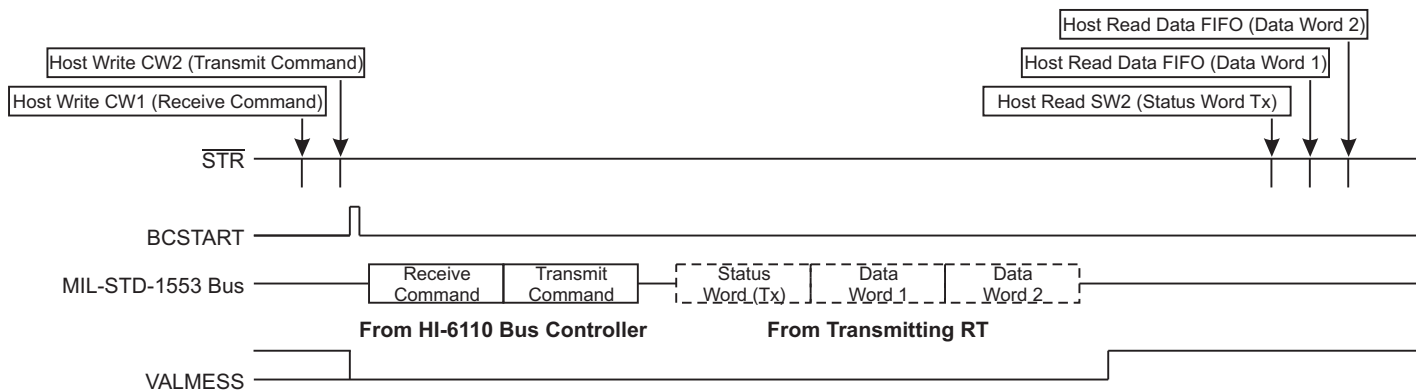 Host Read Data FIFO (Data Word 2)
Host Write CW2 (Transmit Command)
Host Read Data FIFO (Data Word 1)
Host Write CW1 (Receive Command)
Host Read SW2 (Status Word Tx)
STR
BCSTART
MIL-STD-1553 Bus
Receive
Command
Transmit
Command
Status
Word (Tx)
Data
Word 1
Data
Word 2
From HI-6110 Bus Controller
From Transmitting RT
VALMESS